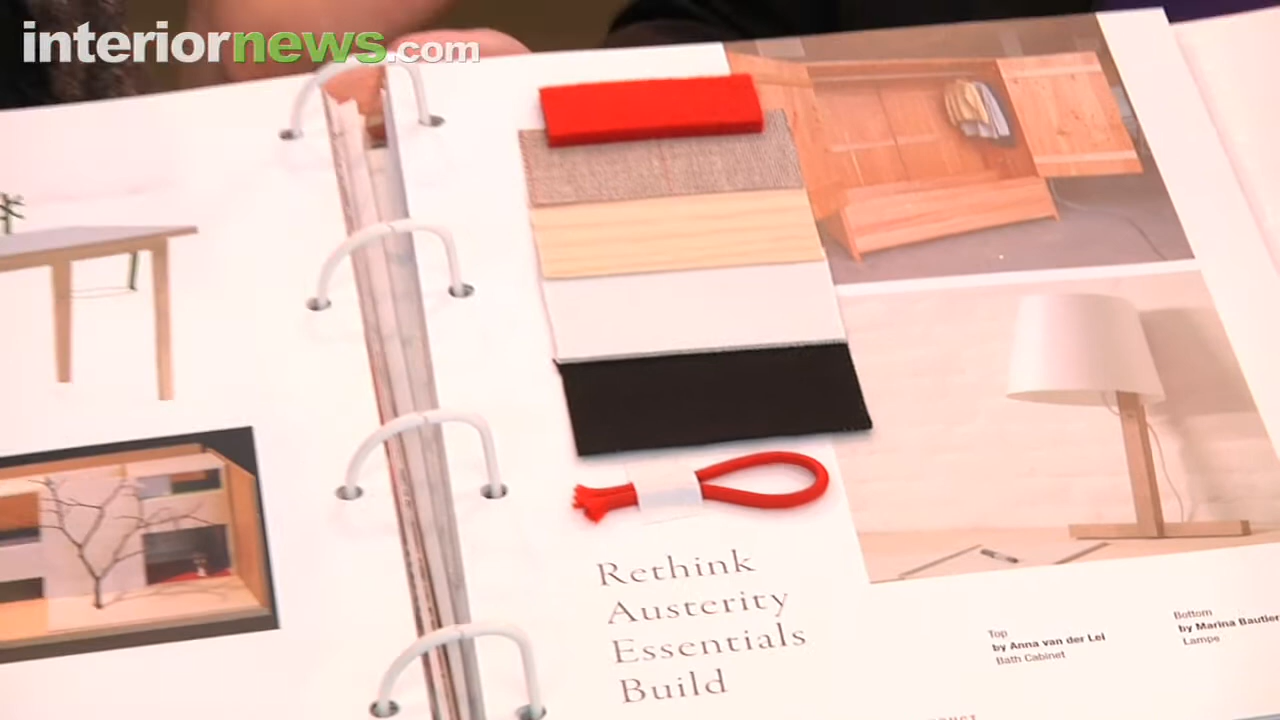 interiornews.com
Rethink
Austerity
Essentials
Build
Top
by Anna van der Lei
Bath Cabinet
Bottom
by Marina Bautier
Lampe